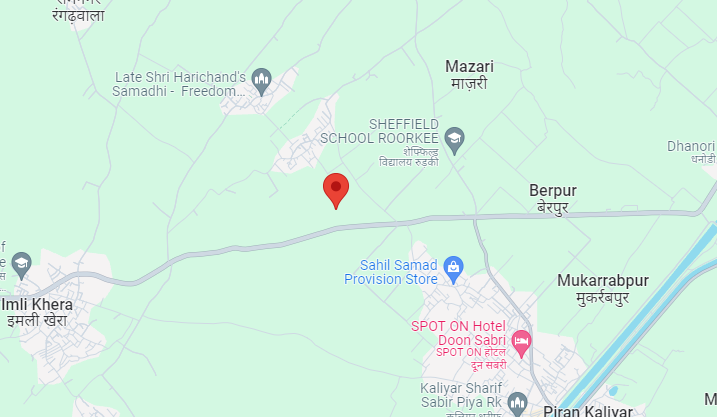 रंगढ़वाला
Mazari
माज़री
Late Shri Harichand's
Samadhi - Freedom...
SHEFFIELD
SCHOOL ROORKEE
शेफ्फिल्ड
विद्यालय रुड़की
Dhanori
धनोडी
Berpur
बेरपुर
of
e
Sahil Samad
Provision Store
Mukarrabpur
मुकर्रबपुर
Imli Khera
इमली खेरा
SPOT ON Hotel
Doon Sabri
SPOT ON होटल
दून सबरी
Kaliyar Sharif
Sabir Piya Rk
M
Piran Kaliyar